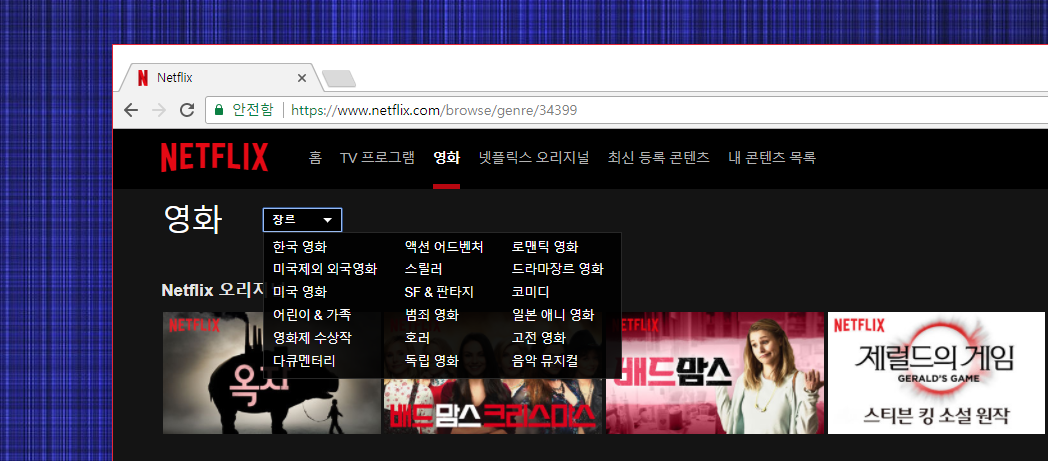 Netflix
안전함 https://www.netflix.com/browse/genre/34399
NETFLIX 홈 TV 프로그램 영화 넷플릭스 오리지널 최신 등록 콘텐츠 내 콘텐츠 목록
영화 장르
한국 영화 액션 어드벤처 로맨틱 영화
미국제외 외국영화 스릴러 드라마장르 영화
미국 영화 SF & 판타지 코미디
어린이 & 가족 범죄 영화 일본 애니 영화
영화제 수상작 호러 고전 영화
다큐멘터리 독립 영화 음악 뮤지컬
Netflix 오리지
NETFLIX
옥자
배드맘스 크리스마스
NETFLIX
배드맘스
NETFLIX
제럴드의 게임
GERALD'S GAME
스티븐 킹 소설 원작